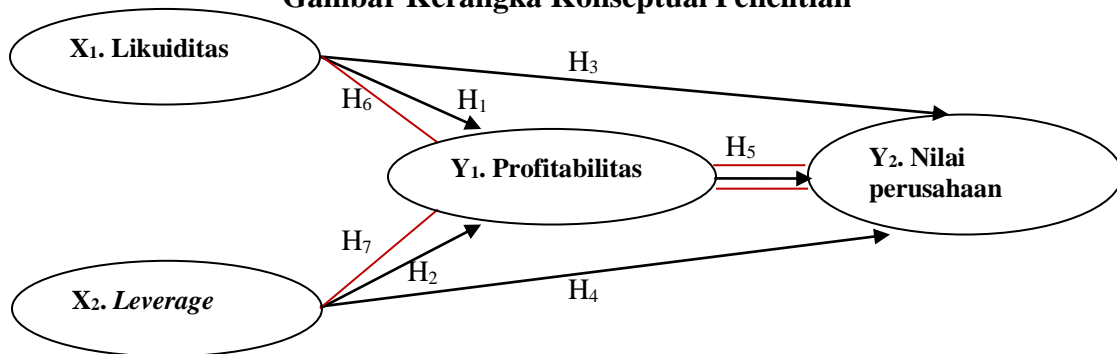 Gambar Kerangka Konseptual Penelitian
X₁. Likuiditas
H₃
H₆
H₁
H₅
Y₁. Profitabilitas
Y₂. Nilai
perusahaan
H₇
H₂
H₄
X₂. Leverage